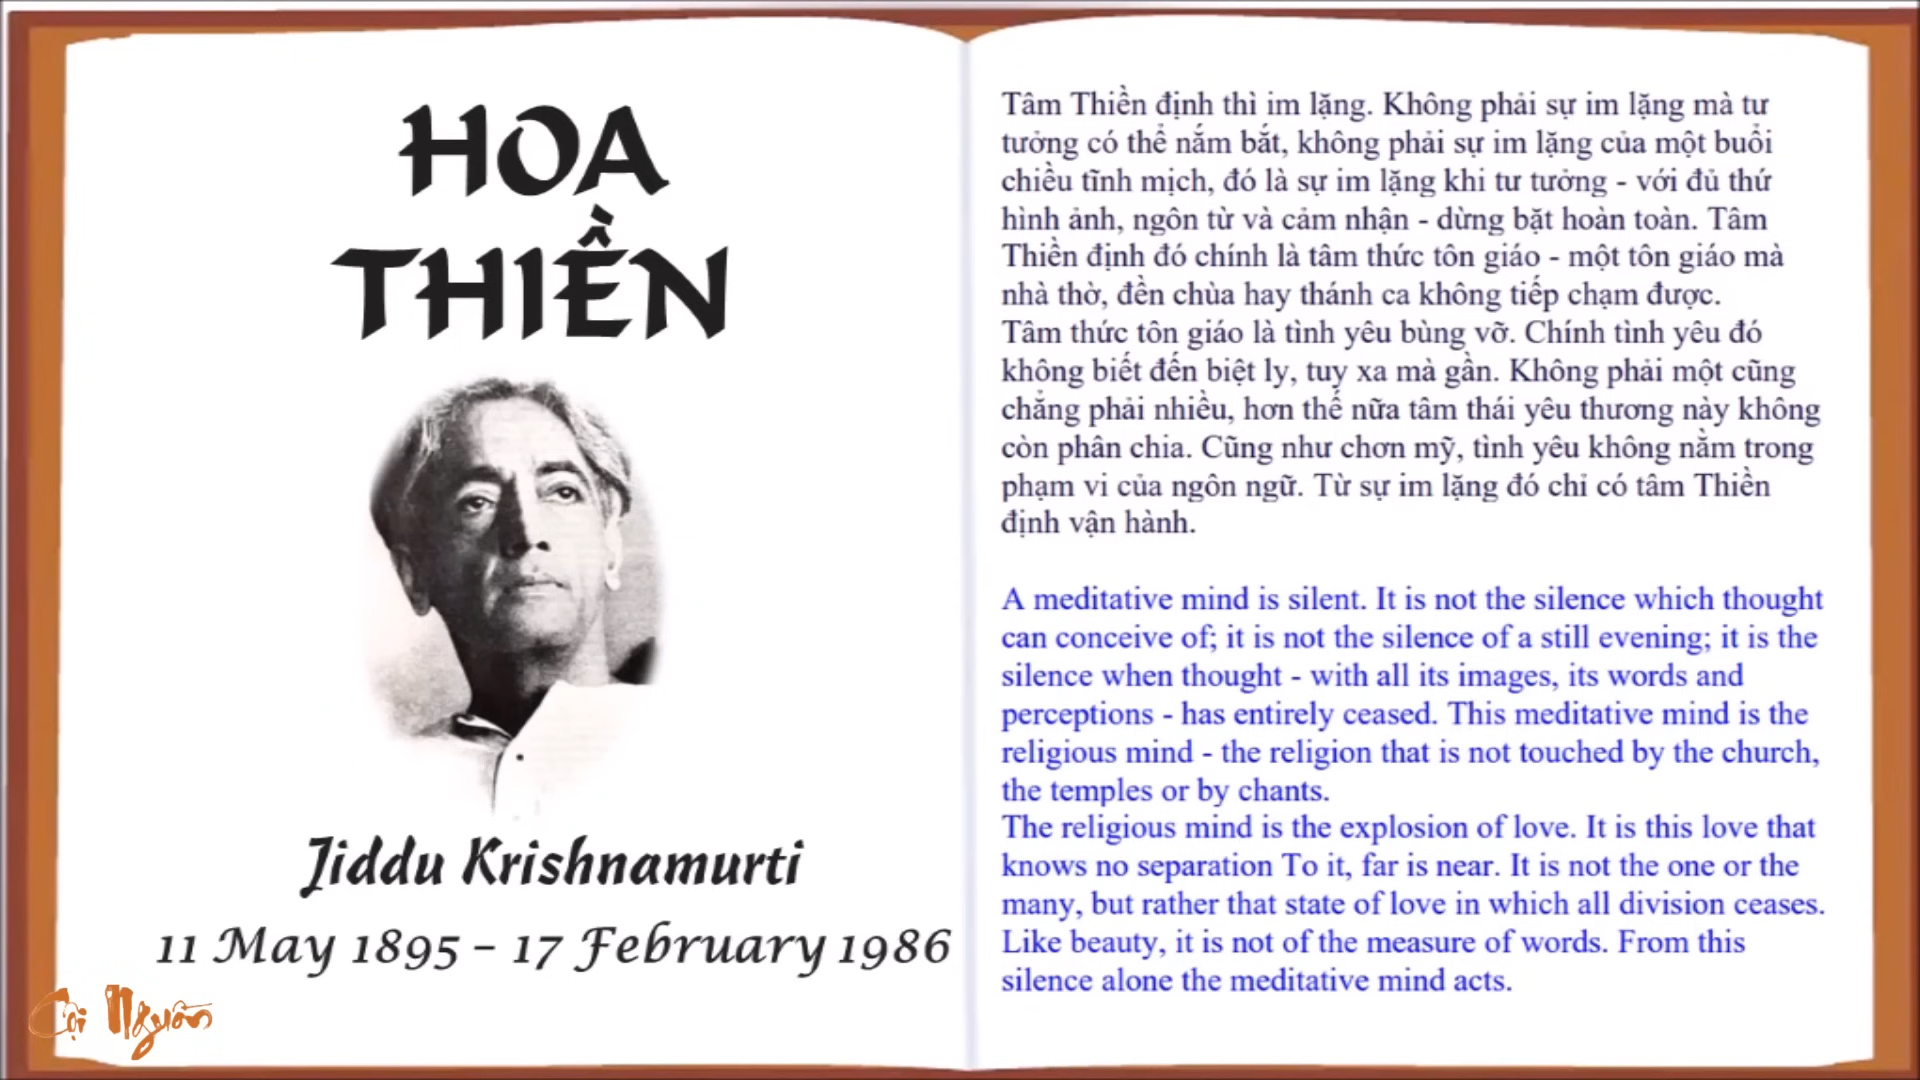 HOA
THIỀN
Jiddu Krishnamurti
11 May 1895 – 17 February 1986
Cội Nguồn
Tâm Thiền định thì im lặng. Không phải sự im lặng mà tư
tưởng có thể nắm bắt, không phải sự im lặng của một buổi
chiều tĩnh mịch, đó là sự im lặng khi tư tưởng - với đủ thứ
hình ảnh, ngôn từ và cảm nhận - dừng bặt hoàn toàn. Tâm
Thiền định đó chính là tâm thức tôn giáo - một tôn giáo mà
nhà thờ, đền chùa hay thánh ca không tiếp chạm được.
Tâm thức tôn giáo là tình yêu bùng vỡ. Chính tình yêu đó
không biết đến biệt ly, tuy xa mà gần. Không phải một cũng
chẳng phải nhiều, hơn thế nữa tâm thái yêu thương này không
còn phân chia. Cũng như chơn mỹ, tình yêu không nằm trong
phạm vi của ngôn ngữ. Từ sự im lặng đó chỉ có tâm Thiền
định vận hành.
A meditative mind is silent. It is not the silence which thought
can conceive of; it is not the silence of a still evening; it is the
silence when thought - with all its images, its words and
perceptions - has entirely ceased. This meditative mind is the
religious mind - the religion that is not touched by the church,
the temples or by chants.
The religious mind is the explosion of love. It is this love that
knows no separation To it, far is near. It is not the one or the
many, but rather that state of love in which all division ceases.
Like beauty, it is not of the measure of words. From this
silence alone the meditative mind acts.